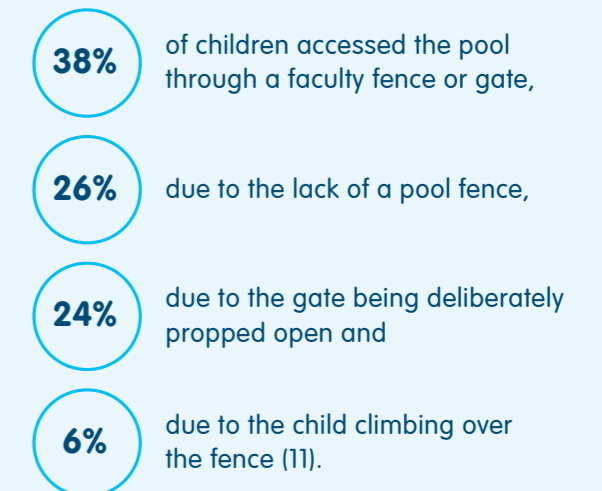 38%
of children accessed the pool
through a faculty fence or gate,
26%
due to the lack of a pool fence,
24%
due to the gate being deliberately
propped open and
6%
due to the child climbing over
the fence (11).